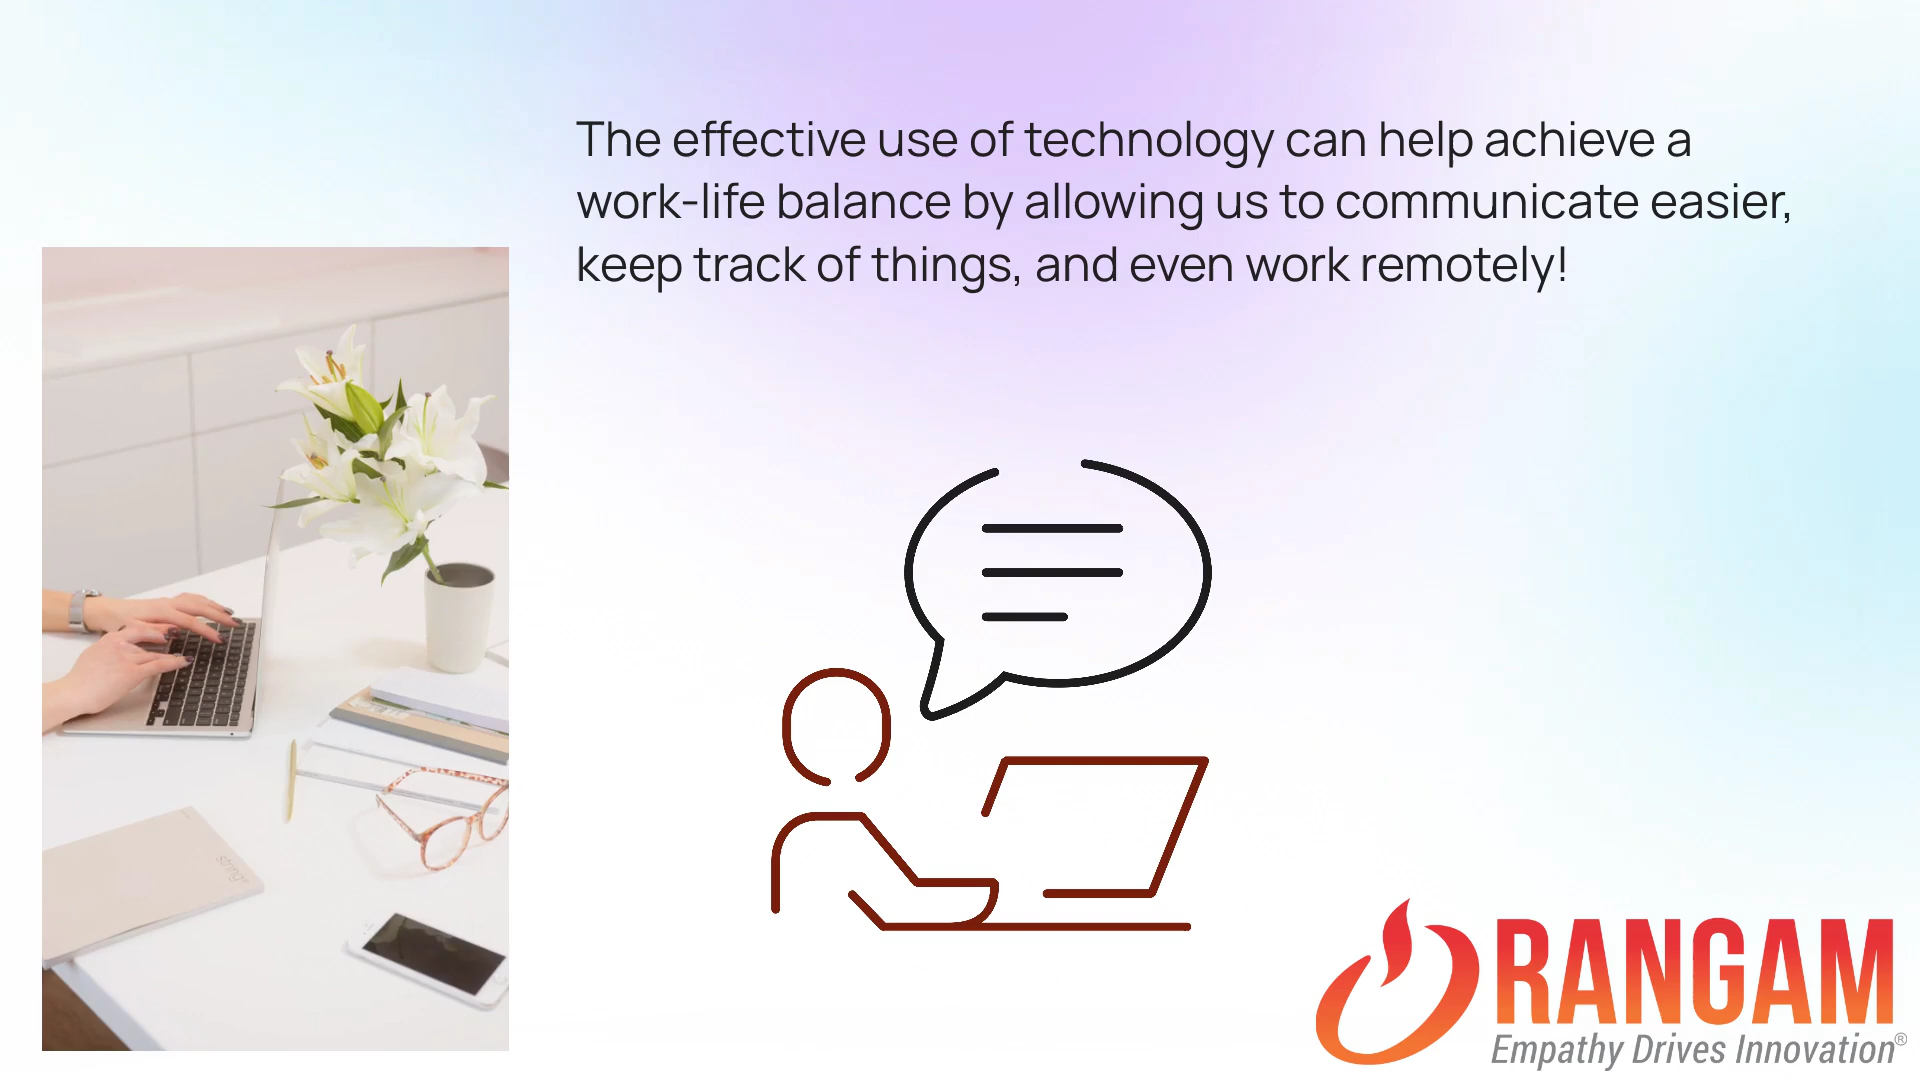 The effective use of technology can help achieve a
work-life balance by allowing us to communicate easier,
keep track of things, and even work remotely!
string®
RANGAM
Empathy Drives Innovation®